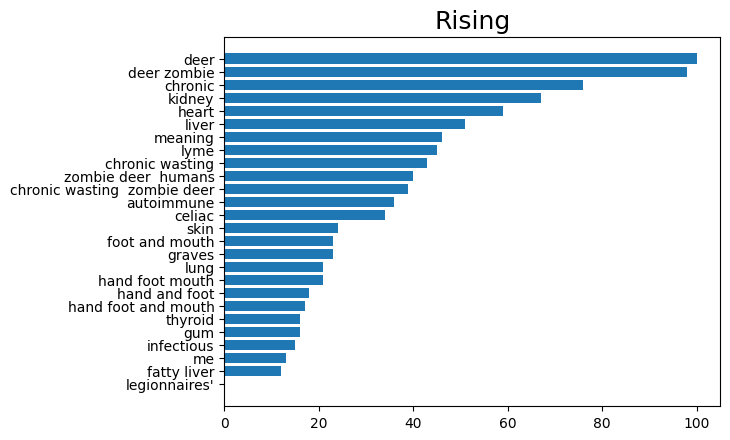 Rising
deer
deer zombie
chronic
kidney
heart
liver
meaning
lyme
chronic wasting
zombie deer  humans
chronic wasting  zombie deer
autoimmune
celiac
skin
foot and mouth
graves
lung
hand foot mouth
hand and foot
hand foot and mouth
thyroid
gum
infectious
me
fatty liver
legionnaires'
0 20 40 60 80 100